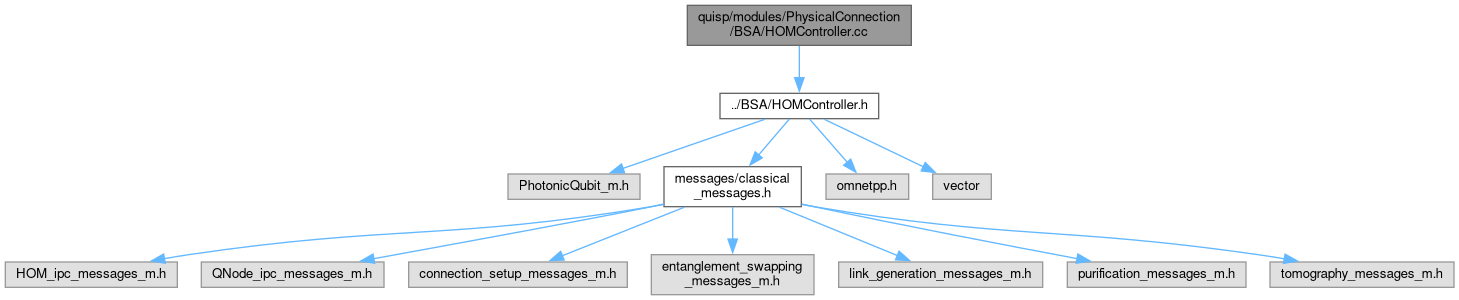 quisp/modules/PhysicalConnection
/BSA/HOMController.cc
../BSA/HOMController.h
PhotonicQubit_m.h
messages/classical
_messages.h
omnetpp.h
vector
HOM_ipc_messages_m.h
QNode_ipc_messages_m.h
connection_setup_messages_m.h
entanglement_swapping
_messages_m.h
link_generation_messages_m.h
purification_messages_m.h
tomography_messages_m.h